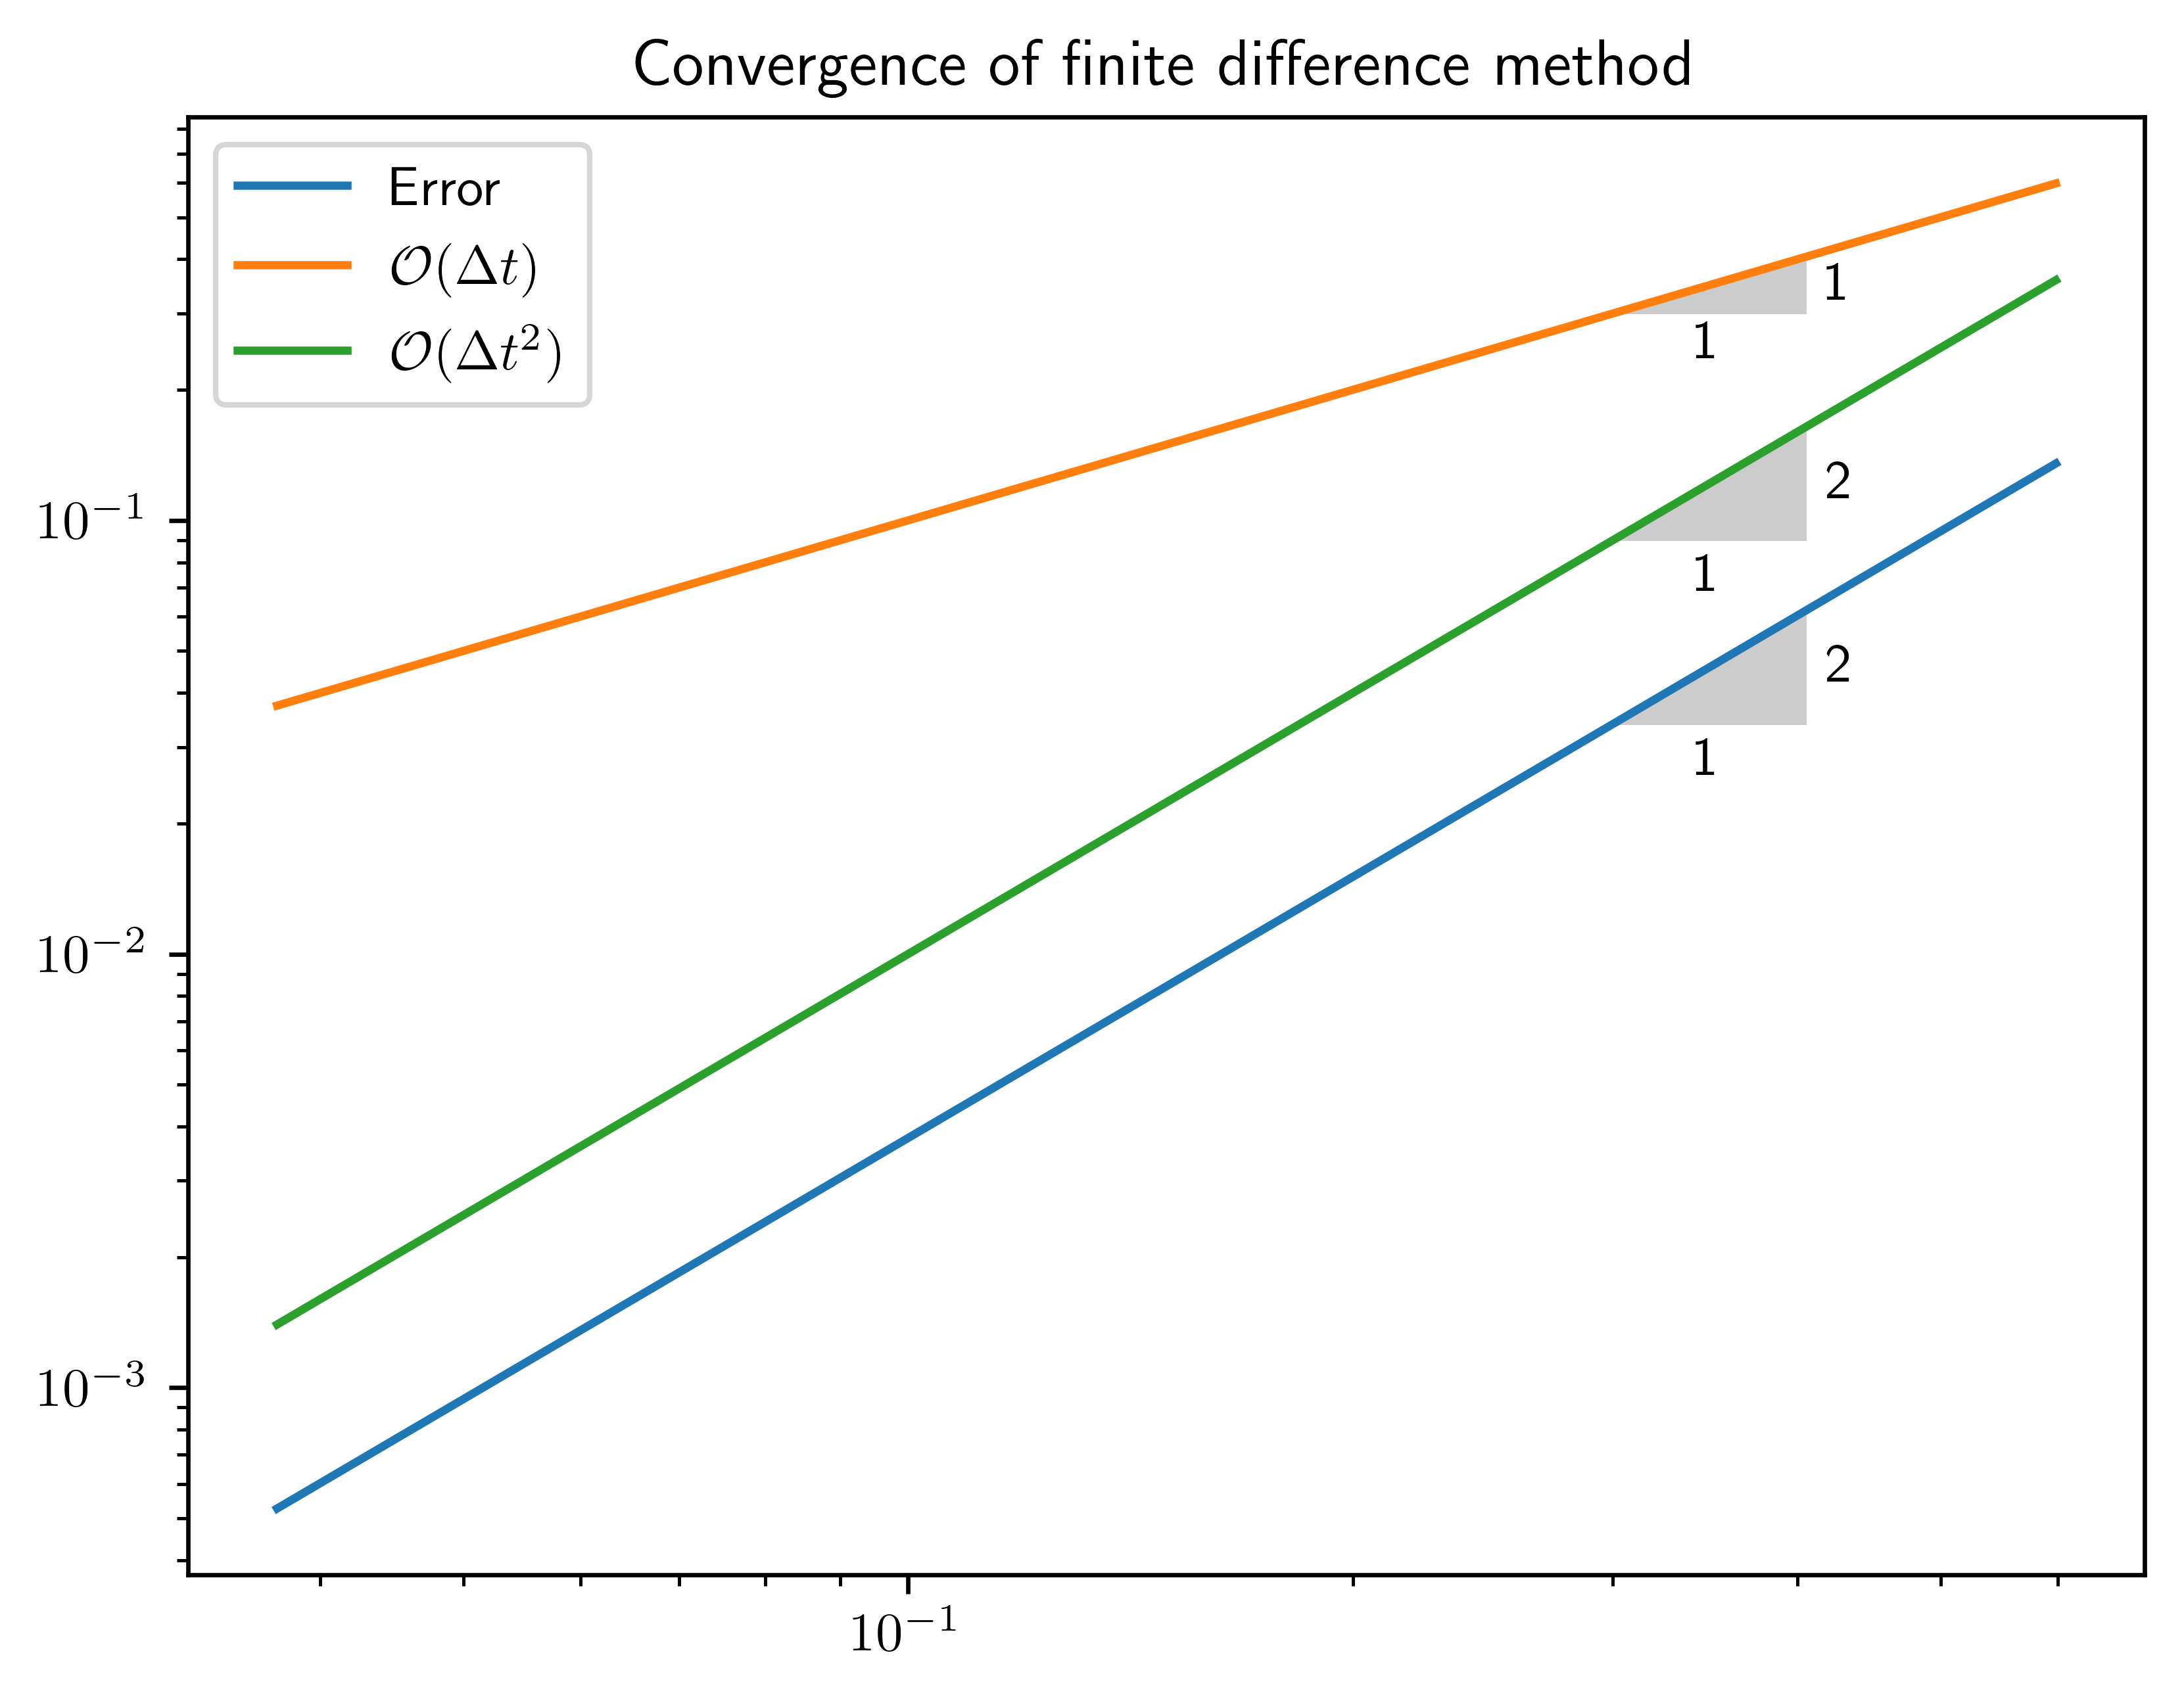 Convergence of finite difference method
Error
𝒪(Δt)
𝒪(Δt²)
1
1
10⁻¹
2
1
2
1
10⁻²
10⁻³
10⁻¹